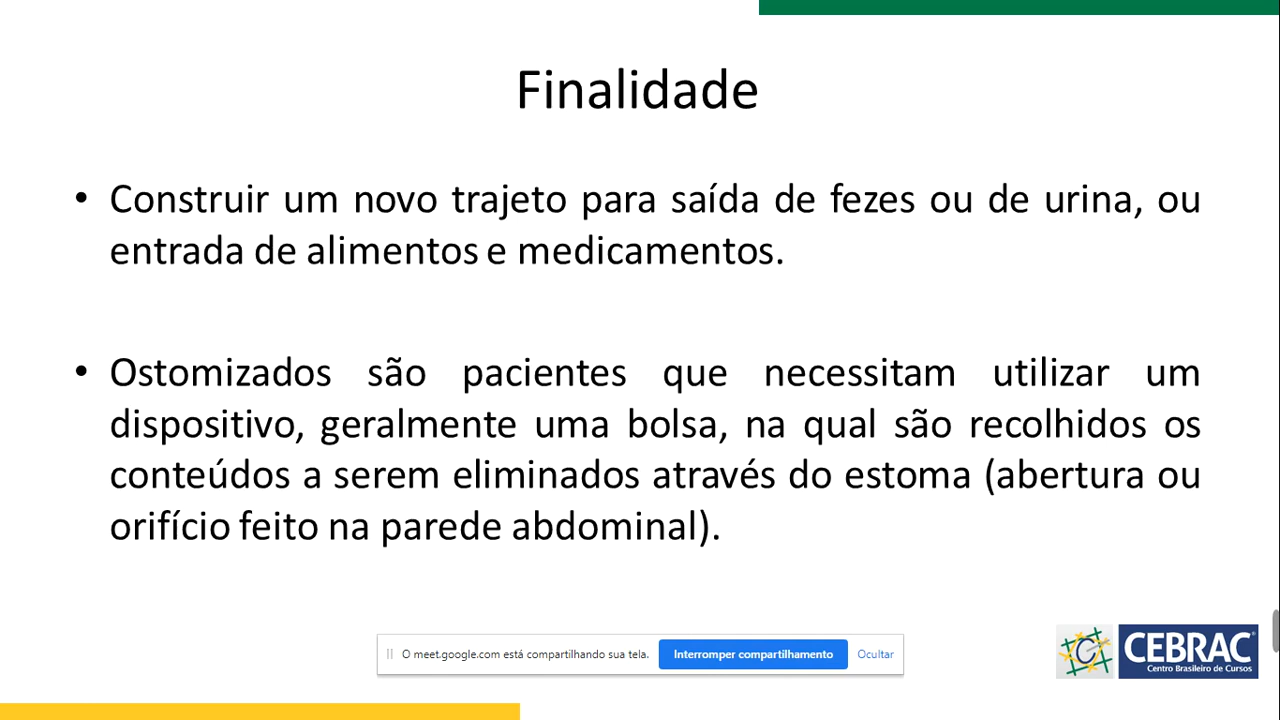 Finalidade
• Construir um novo trajeto para saída de fezes ou de urina, ou
entrada de alimentos e medicamentos.
• Ostomizados são pacientes que necessitam utilizar um
dispositivo, geralmente uma bolsa, na qual são recolhidos os
conteúdos a serem eliminados através do estoma (abertura ou
orifício feito na parede abdominal).
O meet.google.com está compartilhando sua tela. Interromper compartilhamento Ocultar
C CEBRAC®
Centro Brasileiro de Cursos